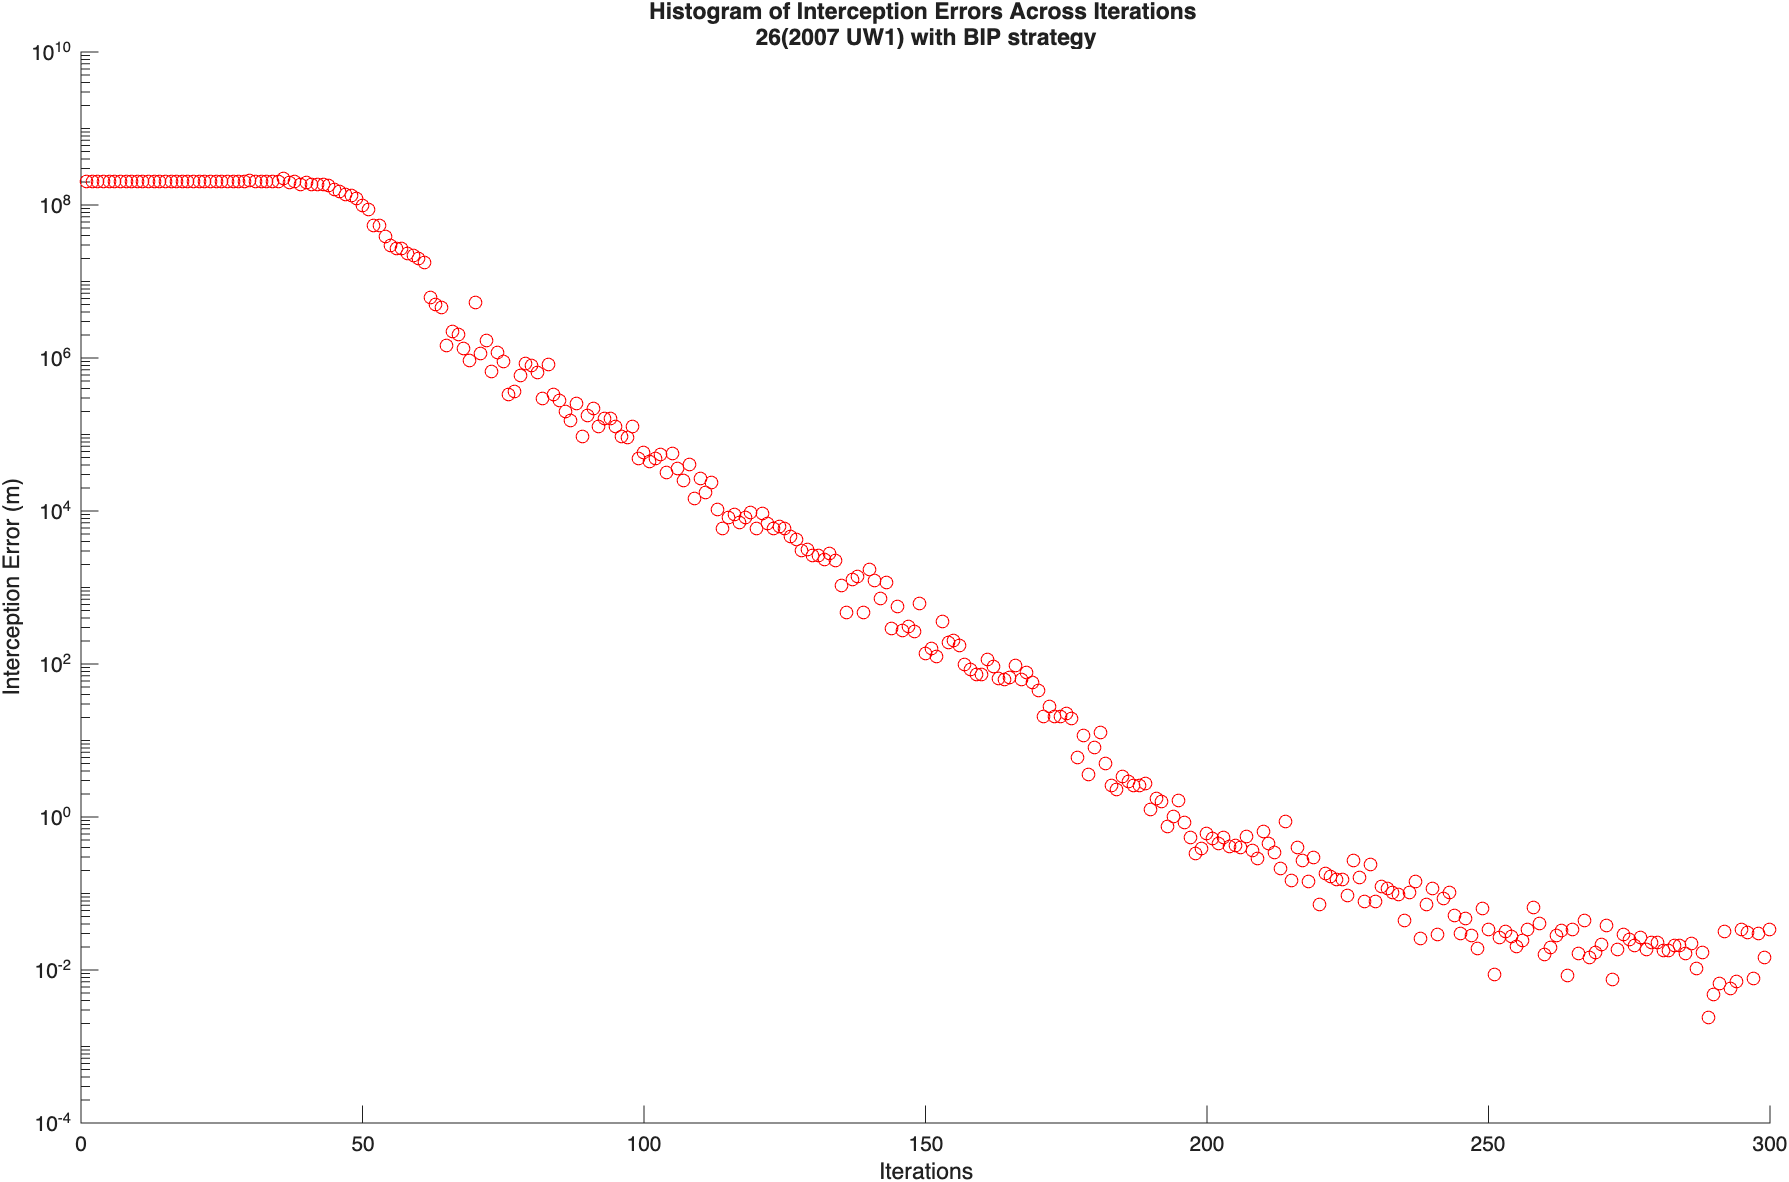 Histogram of Interception Errors Across Iterations
26(2007 UW1) with BIP strategy
10^10
10^8
10^6
10^4
10^2
10^0
10^-2
10^-4
Interception Error (m)
0 50 100 150 200 250 300
Iterations